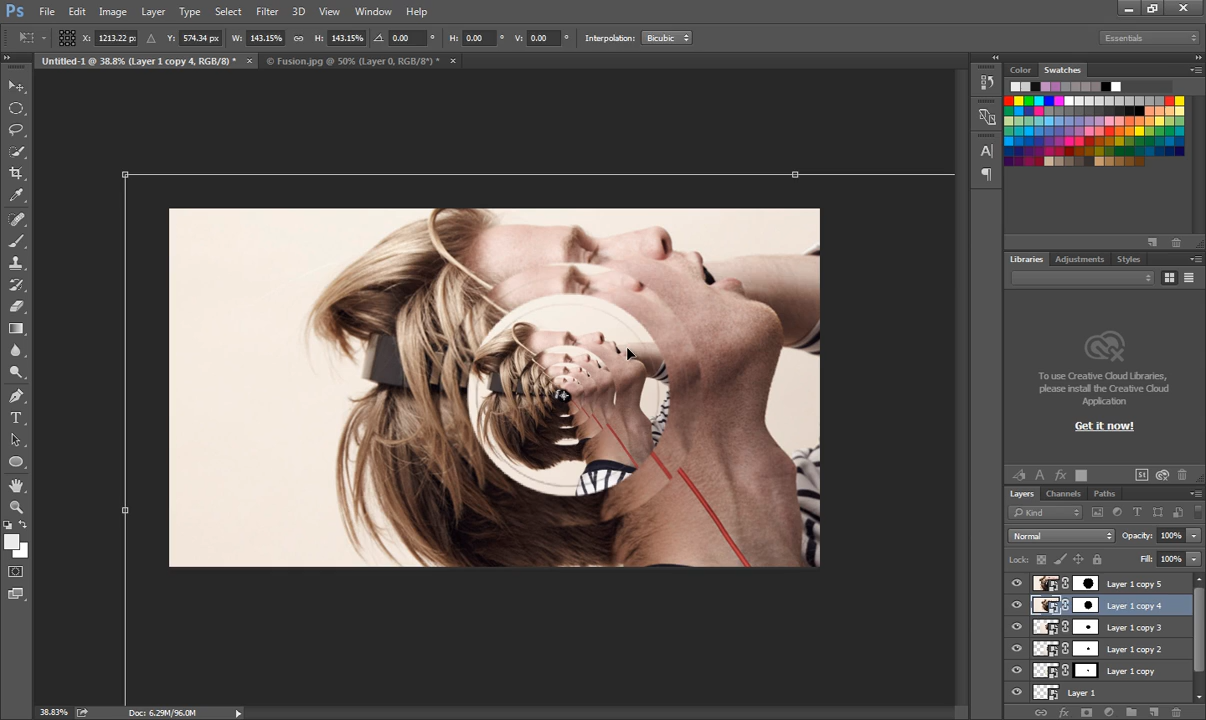 Ps File Edit Image Layer Type Select Filter 3D View Window Help
X: 1213.22 px Y: 574.34 px W: 143.15% H: 143.15% 0.00 ° H: 0.00 ° V: 0.00 ° Interpolation: Bicubic Essentials
Untitled-1 @ 38.8% (Layer 1 copy 4, RGB/8) * × © Fusion.jpg @ 50% (Layer 0, RGB/8*) * ×
Color Swatches
Libraries Adjustments Styles
To use Creative Cloud Libraries,
please install the Creative Cloud
Application
Get it now!
Layers Channels Paths
Kind
Normal Opacity: 100%
Lock: Fill: 100%
Layer 1 copy 5
Layer 1 copy 4
Layer 1 copy 3
Layer 1 copy 2
Layer 1 copy
Layer 1
38.83% Doc: 6.29M/96.0M